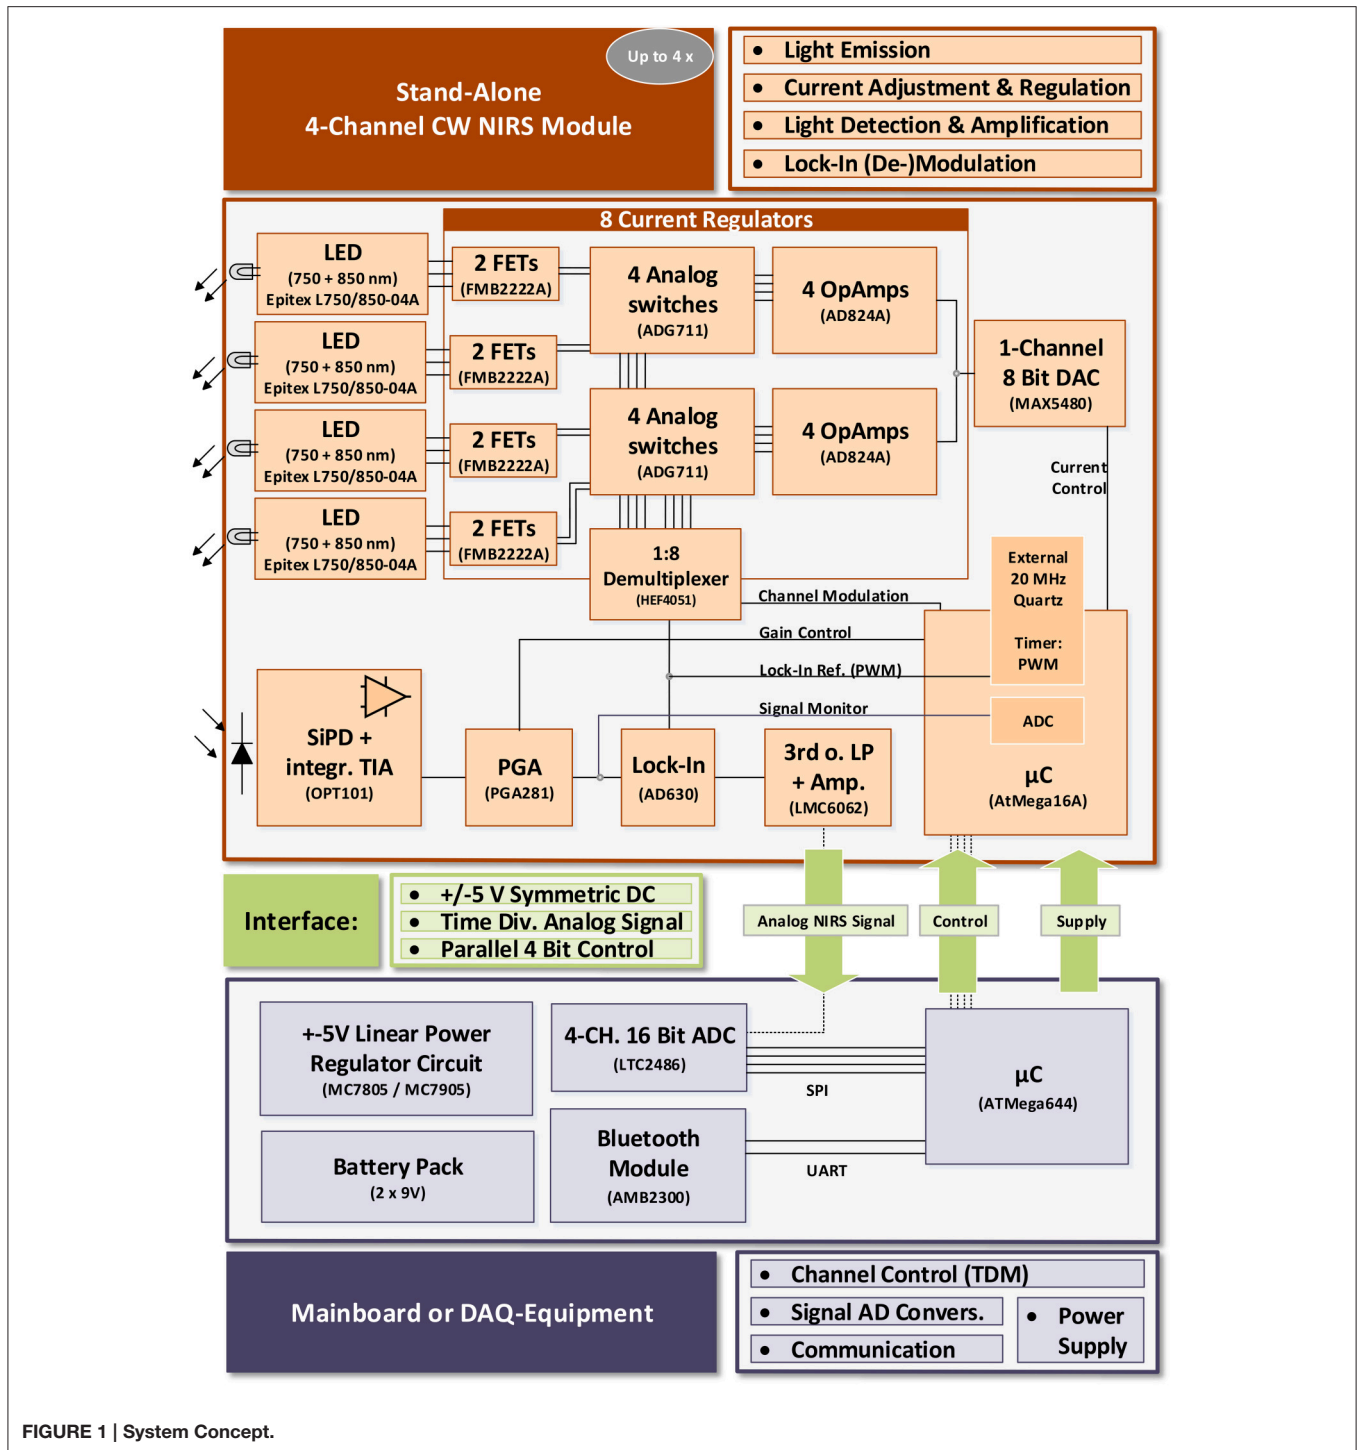 Stand-Alone
4-Channel CW NIRS Module
Up to 4 x
• Light Emission
• Current Adjustment & Regulation
• Light Detection & Amplification
• Lock-In (De-)Modulation
8 Current Regulators
LED
(750 + 850 nm)
Epitex L750/850-04A
2 FETs
(FMB2222A)
4 Analog
switches
(ADG711)
4 OpAmps
(AD824A)
LED
(750 + 850 nm)
Epitex L750/850-04A
2 FETs
(FMB2222A)
1-Channel
8 Bit DAC
(MAX5480)
LED
(750 + 850 nm)
Epitex L750/850-04A
2 FETs
(FMB2222A)
4 Analog
switches
(ADG711)
4 OpAmps
(AD824A)
Current
Control
LED
(750 + 850 nm)
Epitex L750/850-04A
2 FETs
(FMB2222A)
1:8
Demultiplexer
(HEF4051)
External
20 MHz
Quartz
Timer:
PWM
Channel Modulation
Gain Control
Lock-In Ref. (PWM)
Signal Monitor
ADC
µC
(AtMega16A)
SiPD +
integr. TIA
(OPT101)
PGA
(PGA281)
Lock-In
(AD630)
3rd o. LP
+ Amp.
(LMC6062)
Interface:
• +/-5 V Symmetric DC
• Time Div. Analog Signal
• Parallel 4 Bit Control
Analog NIRS Signal
Control
Supply
+-5V Linear Power
Regulator Circuit
(MC7805 / MC7905)
4-CH. 16 Bit ADC
(LTC2486)
SPI
µC
(ATMega644)
Battery Pack
(2 x 9V)
Bluetooth
Module
(AMB2300)
UART
Mainboard or DAQ-Equipment
• Channel Control (TDM)
• Signal AD Convers.
• Communication
• Power
Supply
FIGURE 1 | System Concept.